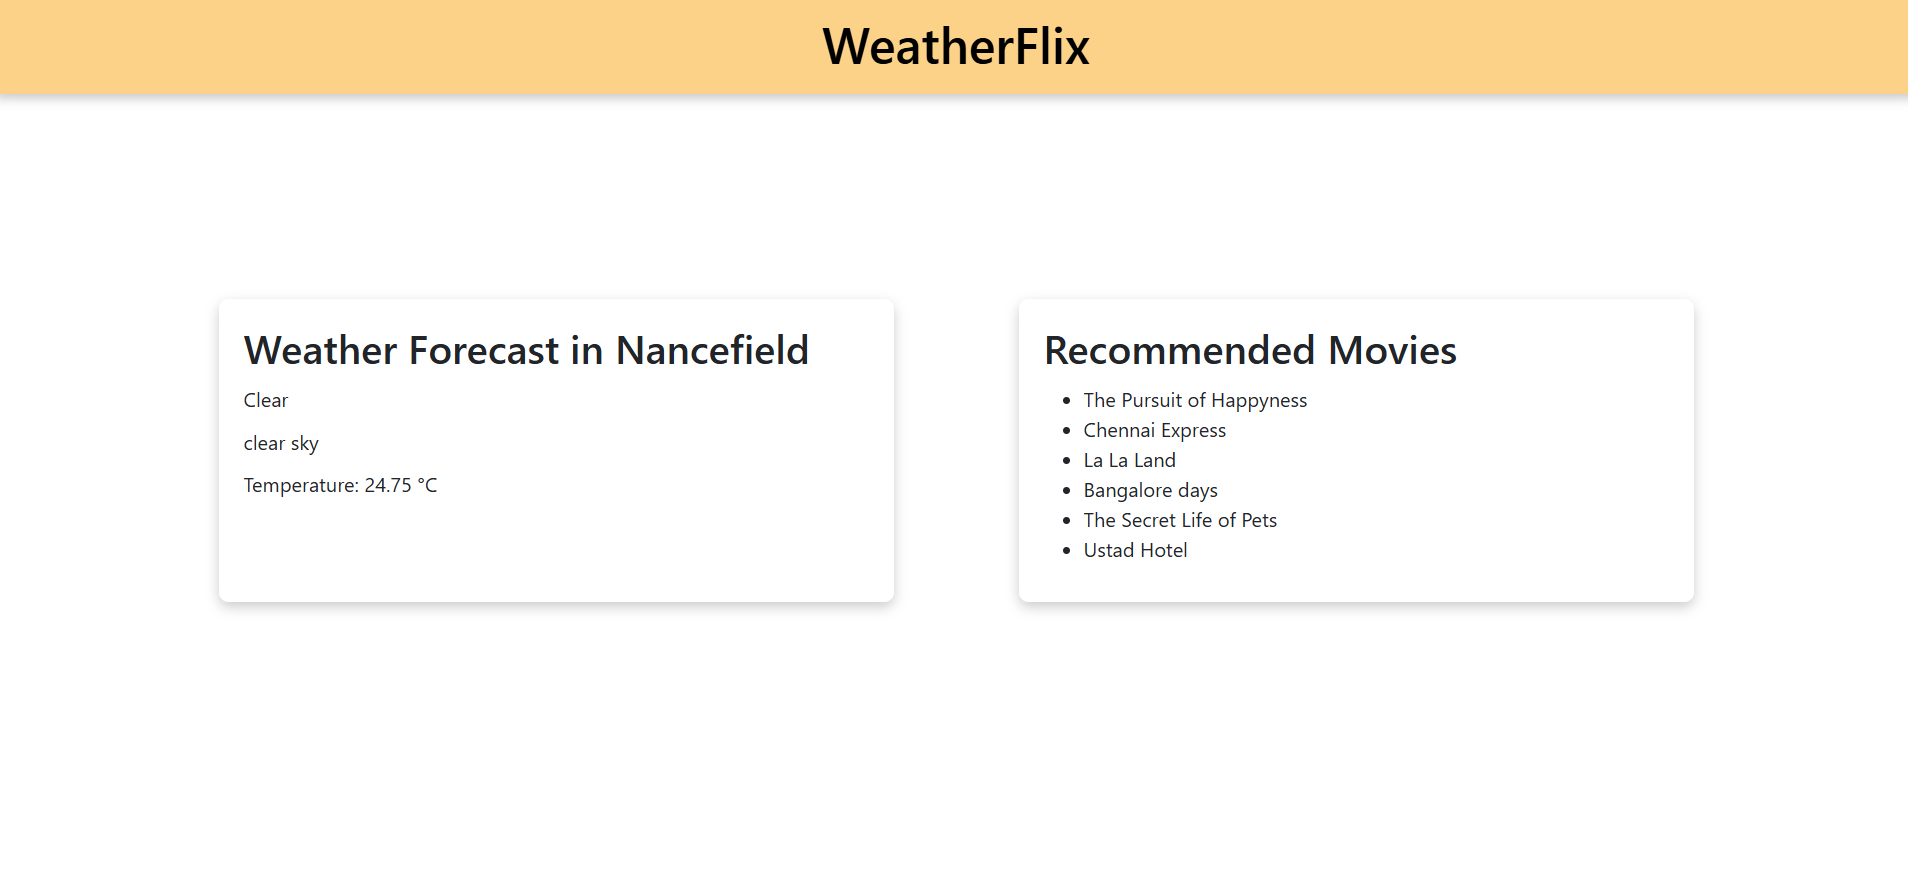 WeatherFlix
Weather Forecast in Nancefield
Clear
clear sky
Temperature: 24.75 °C
Recommended Movies
The Pursuit of Happyness
Chennai Express
La La Land
Bangalore days
The Secret Life of Pets
Ustad Hotel